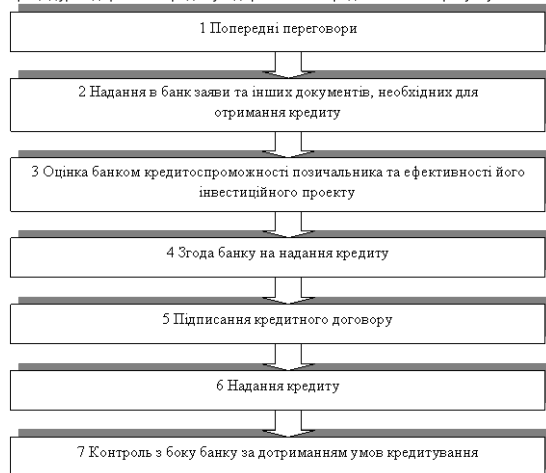 1 Попередні переговори
2 Надання в банк заяви та інших документів, необхідних для
отримання кредиту
3 Оцінка банком кредитоспроможності позичальника та ефективності його
інвестиційного проекту
4 Згода банку на надання кредиту
5 Підписання кредитного договору
6 Надання кредиту
7 Контроль з боку банку за дотриманням умов кредитування